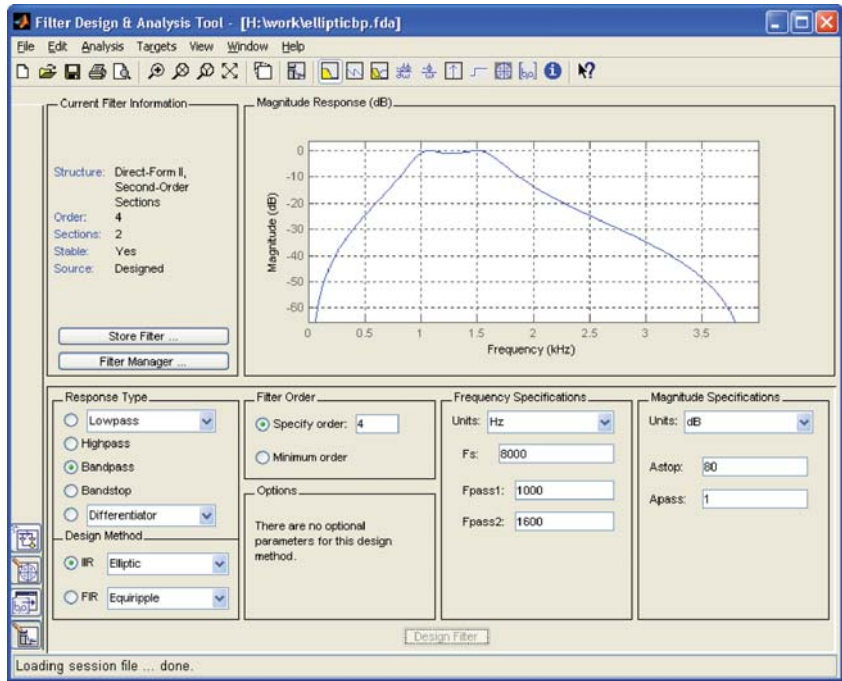 Filter Design & Analysis Tool - [H:\work\ellipticbp.fda]
File Edit Analysis Targets View Window Help
Current Filter Information
Structure: Direct-Form II,
Second-Order
Sections
Order: 4
Sections: 2
Stable: Yes
Source: Designed
Store Filter ...
Filter Manager ...
Magnitude Response (dB)
Magnitude (dB)
0
-10
-20
-30
-40
-50
-60
0 0.5 1 1.5 2 2.5 3 3.5
Frequency (kHz)
Response Type
Lowpass
Highpass
Bandpass
Bandstop
Differentiator
Design Method
IIR Elliptic
FIR Equiripple
Filter Order
Specify order: 4
Minimum order
Options
There are no optional
parameters for this design
method.
Frequency Specifications
Units: Hz
Fs: 8000
Fpass1: 1000
Fpass2: 1600
Magnitude Specifications
Units: dB
Astop: 80
Apass: 1
Design Filter
Loading session file ... done.